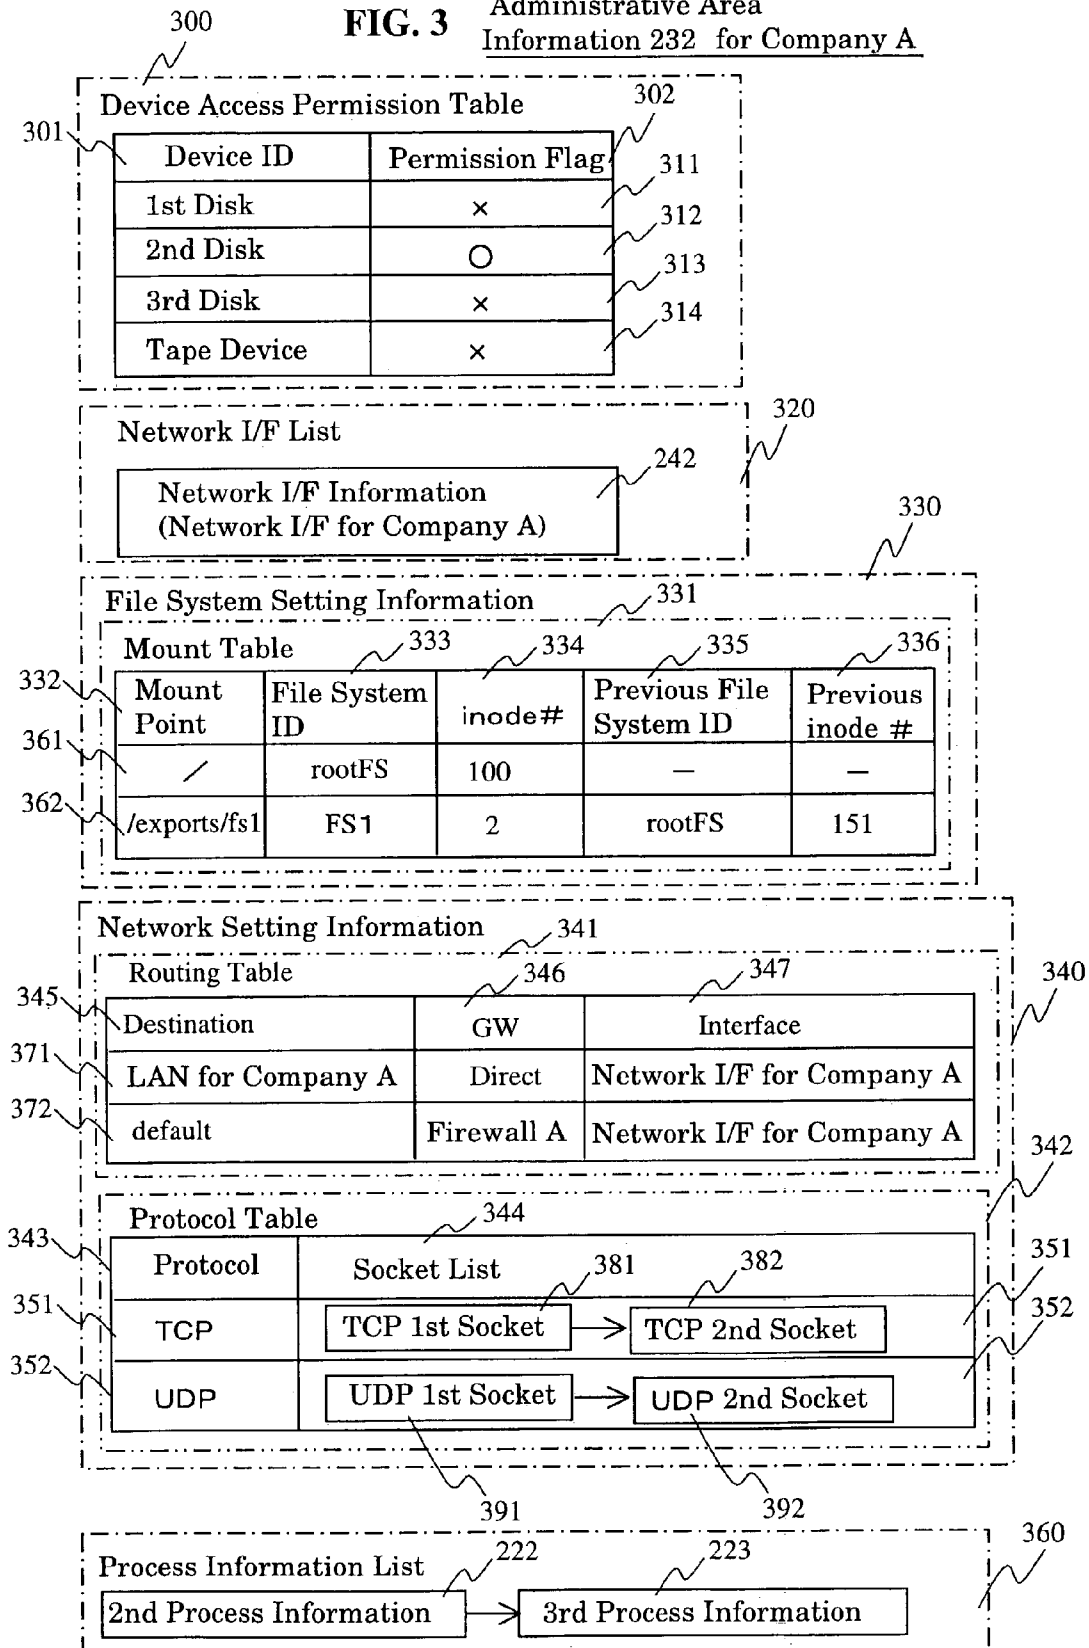 300
FIG. 3
Administrative Area
Information 232 for Company A
Device Access Permission Table
302
301
Device ID
Permission Flag
311
1st Disk
×
312
2nd Disk
○
313
3rd Disk
×
314
Tape Device
×
320
Network I/F List
242
Network I/F Information
(Network I/F for Company A)
330
File System Setting Information
331
Mount Table
333
334
335
336
332
Mount
Point
File System
ID
inode#
Previous File
System ID
Previous
inode #
361
/
rootFS
100
—
—
362
/exports/fs1
FS1
2
rootFS
151
Network Setting Information
341
Routing Table
346
347
340
345
Destination
GW
Interface
371
LAN for Company A
Direct
Network I/F for Company A
372
default
Firewall A
Network I/F for Company A
342
Protocol Table
344
343
Protocol
Socket List
381
382
351
351
TCP
TCP 1st Socket
TCP 2nd Socket
352
352
UDP
UDP 1st Socket
UDP 2nd Socket
391
392
360
Process Information List
222
223
2nd Process Information
3rd Process Information